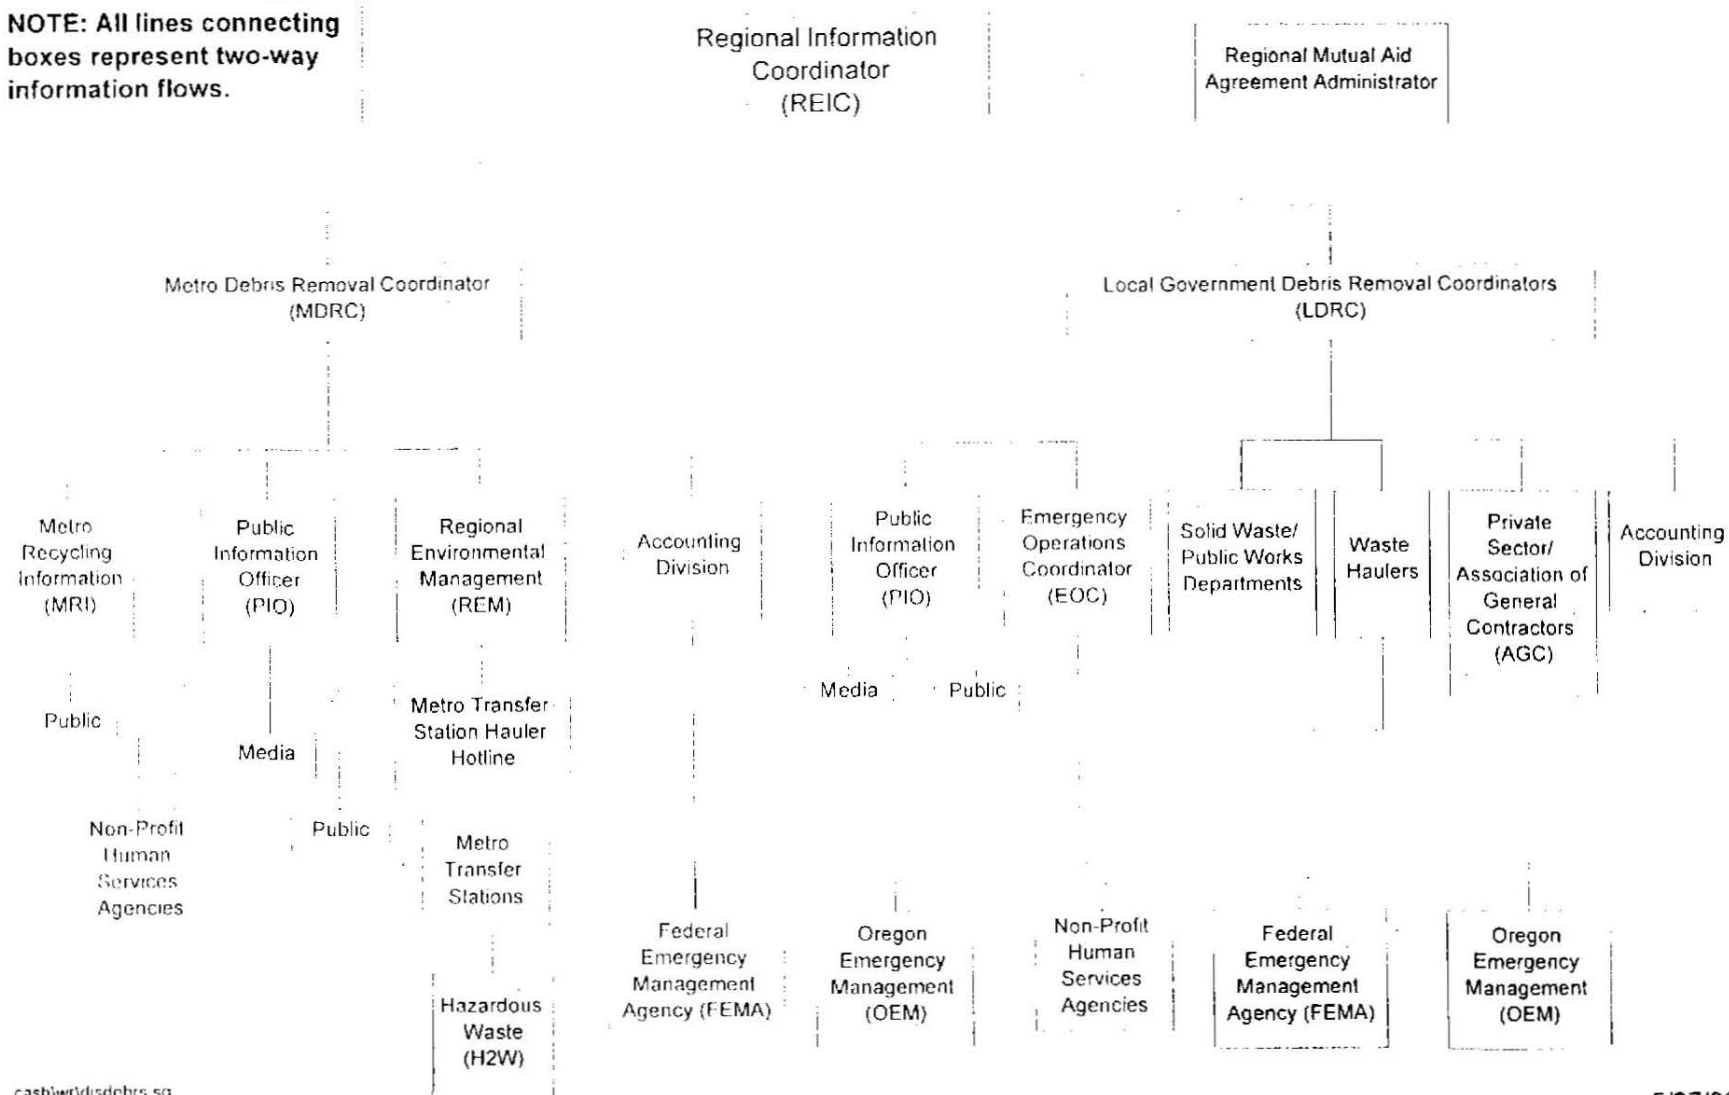 NOTE: All lines connecting
boxes represent two-way
information flows.
Regional Information
Coordinator
(REIC)
Regional Mutual Aid
Agreement Administrator
Metro Debris Removal Coordinator
(MDRC)
Local Government Debris Removal Coordinators
(LDRC)
Metro
Recycling
Information
(MRI)
Public
Information
Officer
(PIO)
Regional
Environmental
Management
(REM)
Accounting
Division
Public
Information
Officer
(PIO)
Emergency
Operations
Coordinator
(EOC)
Solid Waste/
Public Works
Departments
Waste
Haulers
Private
Sector/
Association of
General
Contractors
(AGC)
Accounting
Division
Public
Media
Metro Transfer
Station Hauler
Hotline
Media
Public
Non-Profit
Human
Services
Agencies
Public
Metro
Transfer
Stations
Hazardous
Waste
(H2W)
Federal
Emergency
Management
Agency (FEMA)
Oregon
Emergency
Management
(OEM)
Non-Profit
Human
Services
Agencies
Federal
Emergency
Management
Agency (FEMA)
Oregon
Emergency
Management
(OEM)